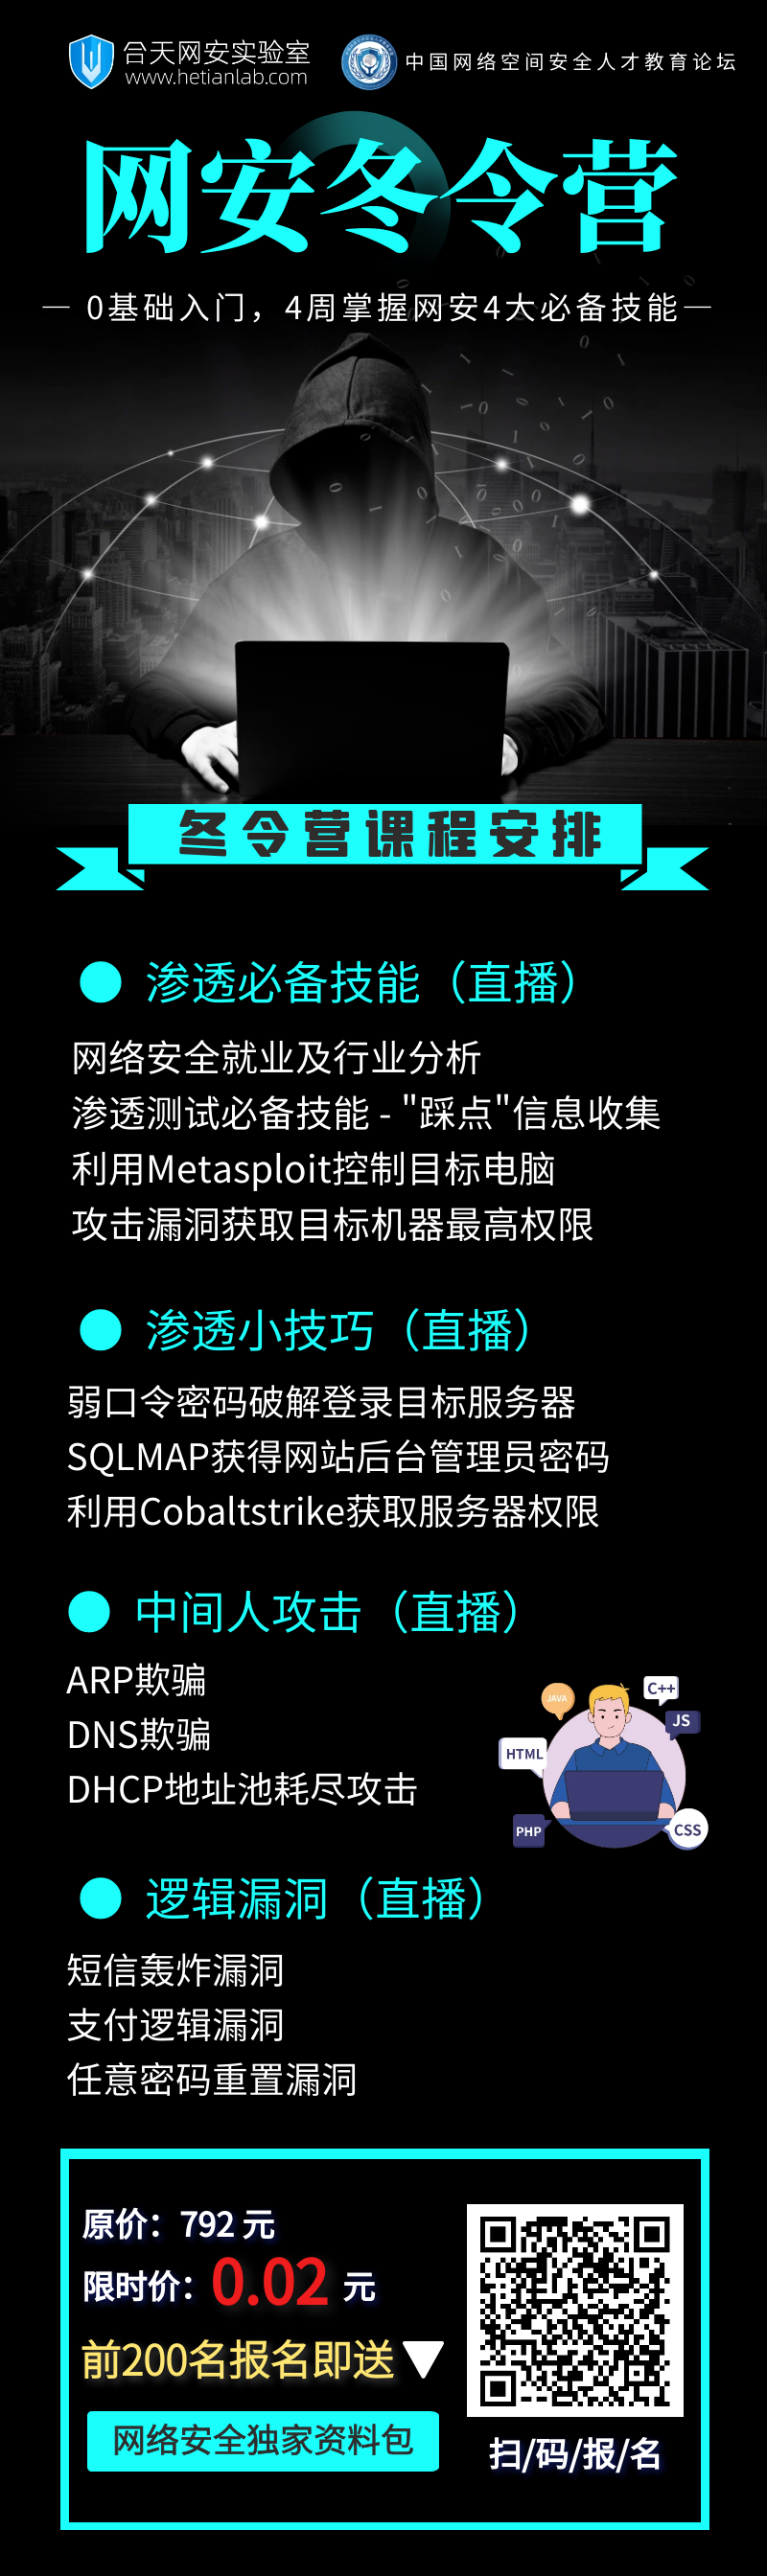 合天网安实验室
www.hetianlab.com
中国网络空间安全人才教育论坛
网安冬令营
— 0基础入门，4周掌握网安4大必备技能—
冬令营课程安排
● 渗透必备技能（直播）
网络安全就业及行业分析
渗透测试必备技能 - "踩点"信息收集
利用Metasploit控制目标电脑
攻击漏洞获取目标机器最高权限
● 渗透小技巧（直播）
弱口令密码破解登录目标服务器
SQLMAP获得网站后台管理员密码
利用Cobaltstrike获取服务器权限
● 中间人攻击（直播）
ARP欺骗
DNS欺骗
DHCP地址池耗尽攻击
JAVA
C++
JS
HTML
PHP
CSS
● 逻辑漏洞（直播）
短信轰炸漏洞
支付逻辑漏洞
任意密码重置漏洞
原价：792 元
限时价：0.02 元
前200名报名即送
网络安全独家资料包
扫/码/报/名